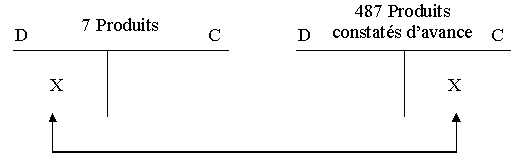 7 Produits
D C
487 Produits
constatés d’avance
D C
X
X